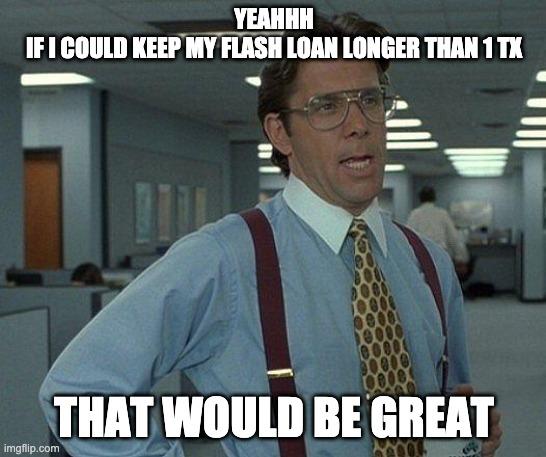 YEAHHH
IF I COULD KEEP MY FLASH LOAN LONGER THAN 1 TX
THAT WOULD BE GREAT
imgflip.com